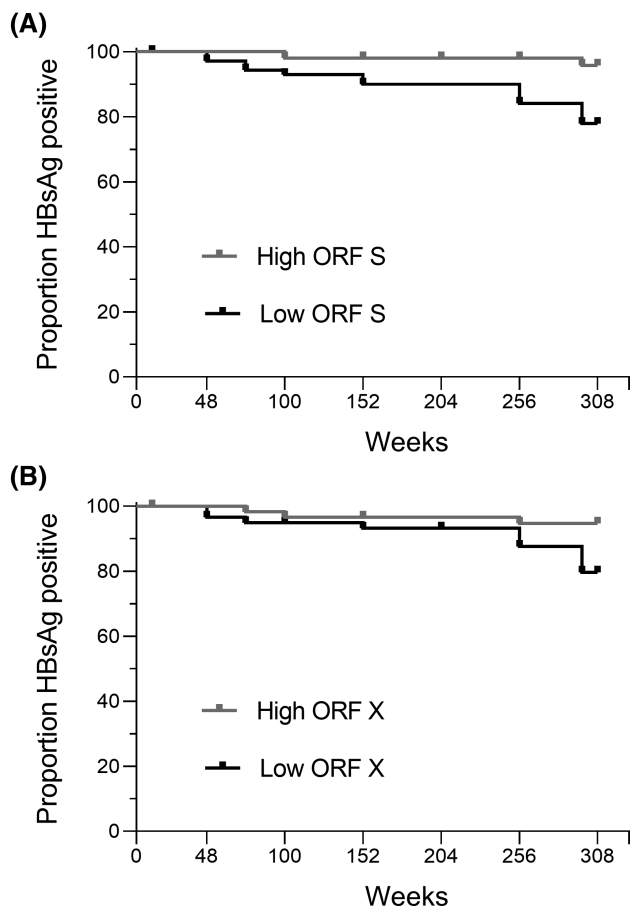 (A)
Proportion HBsAg positive
100
80
60
40
20
0
High ORF S
Low ORF S
0 48 100 152 204 256 308
Weeks
(B)
Proportion HBsAg positive
100
80
60
40
20
0
High ORF X
Low ORF X
0 48 100 152 204 256 308
Weeks